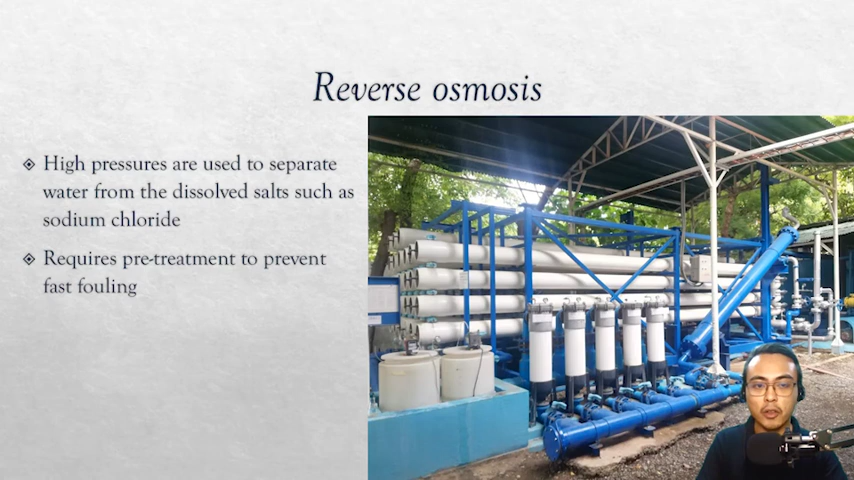 Reverse osmosis
High pressures are used to separate
water from the dissolved salts such as
sodium chloride
Requires pre-treatment to prevent
fast fouling